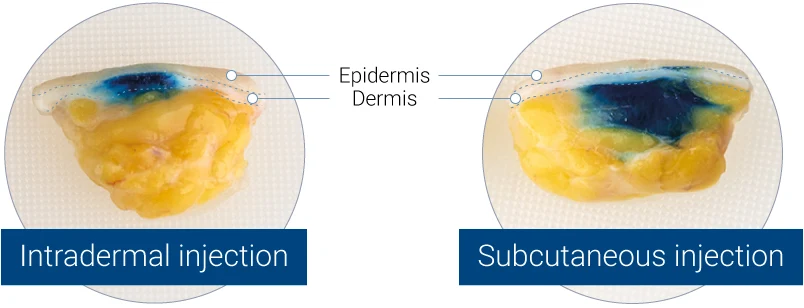 Epidermis
Dermis
Intradermal injection
Subcutaneous injection